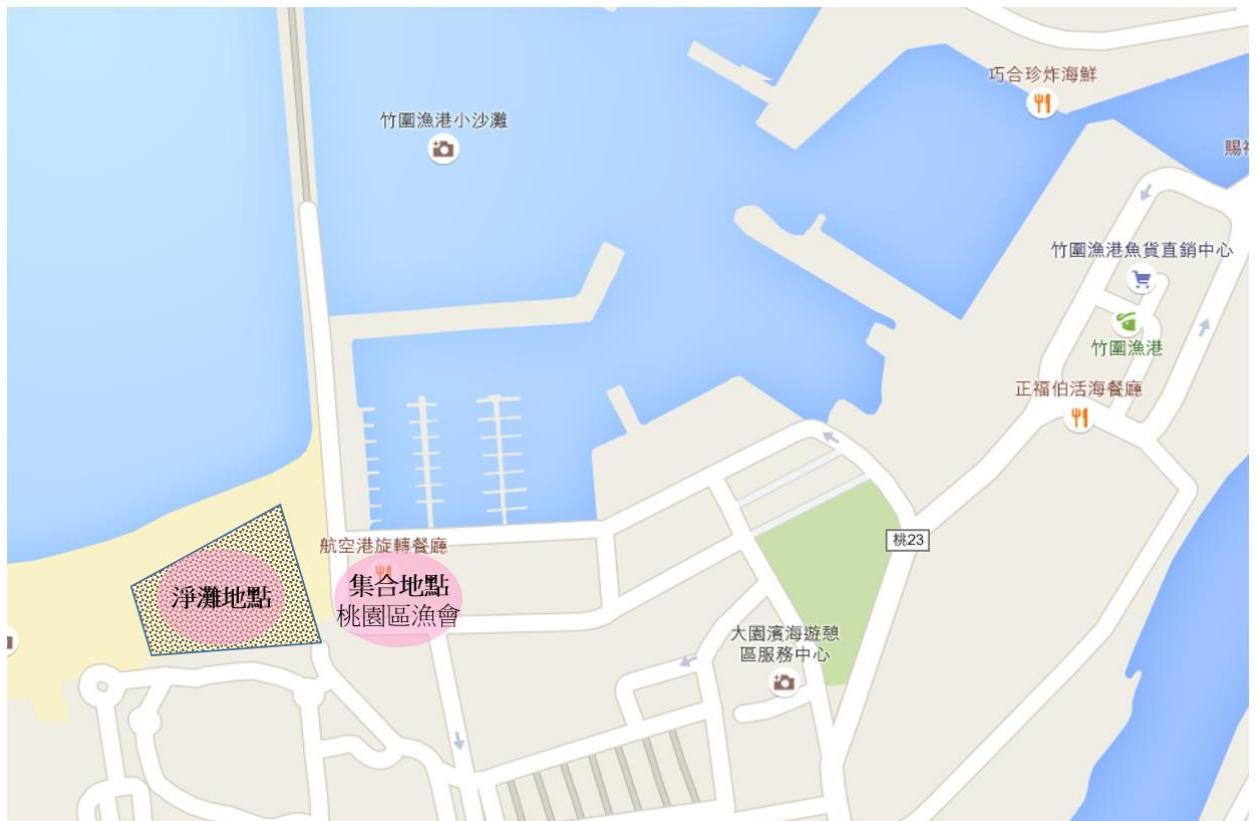 巧合珍炸海鮮
竹圍漁港小沙灘
賜
竹圍漁港魚貨直銷中心
竹圍漁港
正福伯活海餐廳
桃23
航空港旋轉餐廳
集合地點
桃園區漁會
淨灘地點
大園濱海遊憩
區服務中心